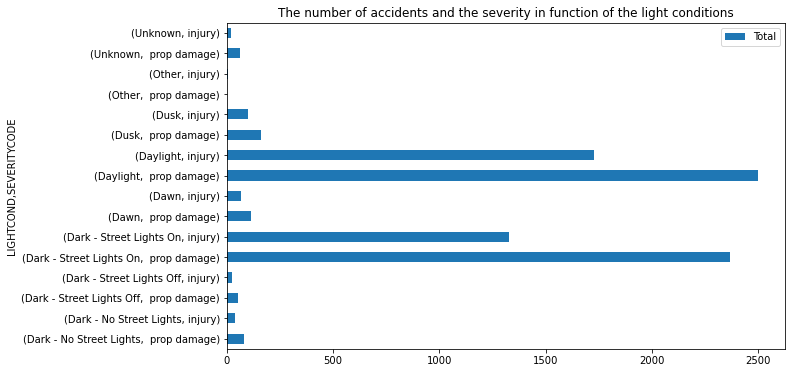 The number of accidents and the severity in function of the light conditions
Total
LIGHTCOND,SEVERITYCODE
(Unknown, injury)
(Unknown,  prop damage)
(Other, injury)
(Other,  prop damage)
(Dusk, injury)
(Dusk,  prop damage)
(Daylight, injury)
(Daylight,  prop damage)
(Dawn, injury)
(Dawn,  prop damage)
(Dark - Street Lights On, injury)
(Dark - Street Lights On,  prop damage)
(Dark - Street Lights Off, injury)
(Dark - Street Lights Off,  prop damage)
(Dark - No Street Lights, injury)
(Dark - No Street Lights,  prop damage)
0 500 1000 1500 2000 2500